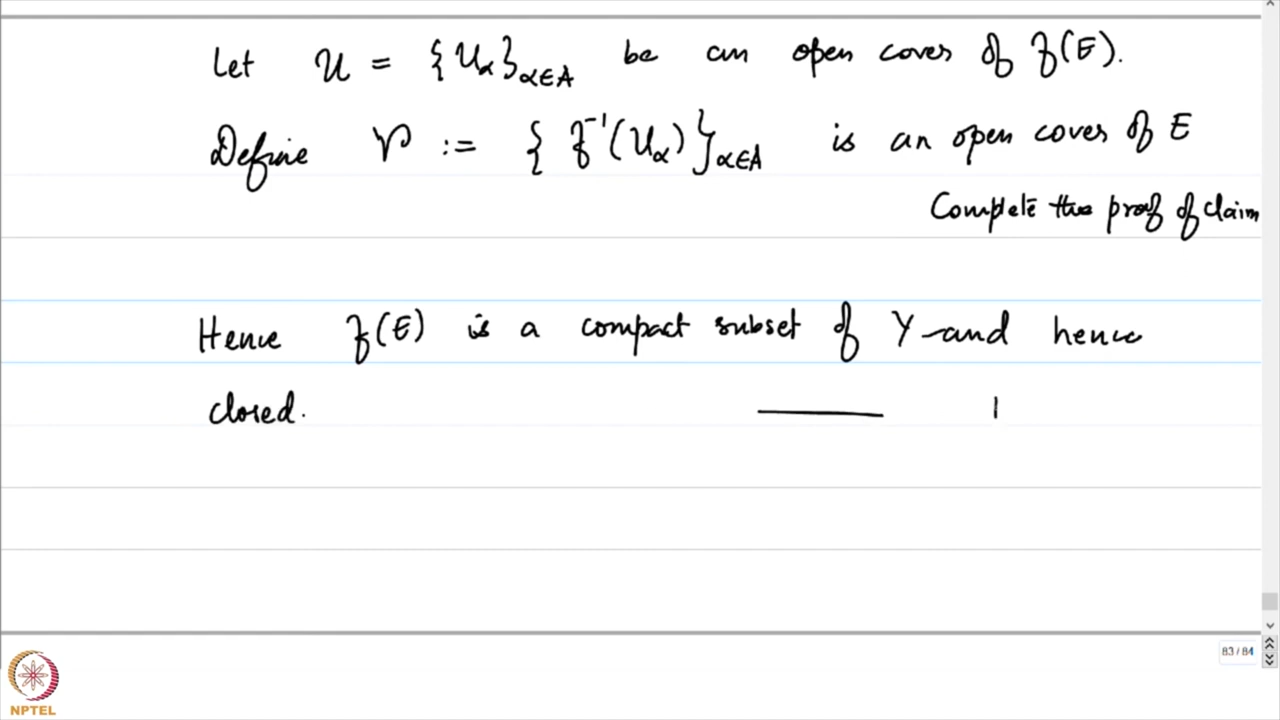 Let 𝒰 = {U_α}_{α∈A} be an open cover of f(E).
Define 𝒱 := { f⁻¹(U_α) }_{α∈A} is an open cover of E
Complete the proof of claim
Hence f(E) is a compact subset of Y and hence
closed.
83 / 84
NPTEL